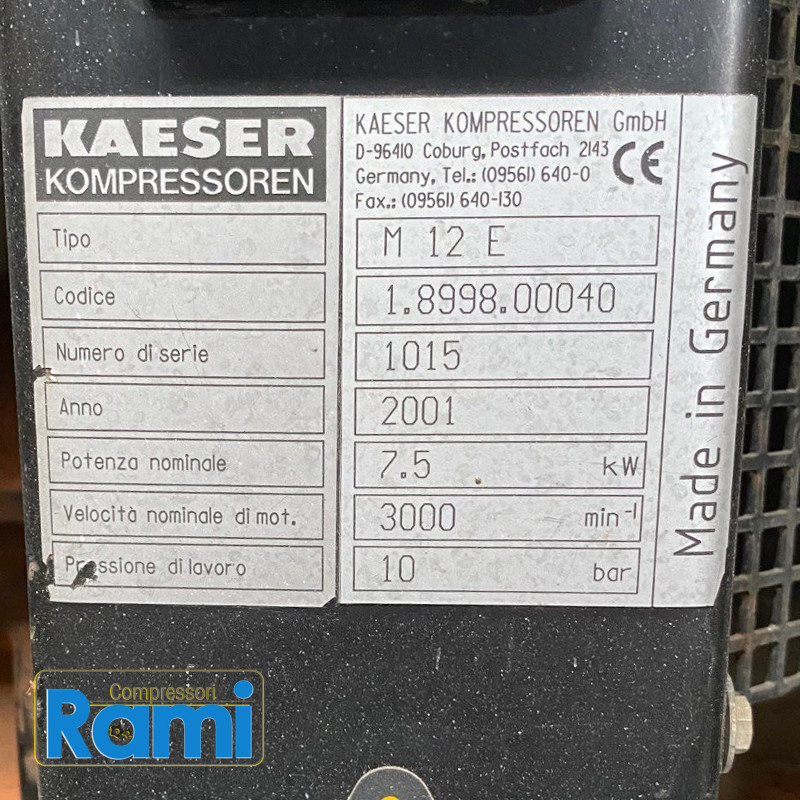 KAESER
KOMPRESSOREN
KAESER KOMPRESSOREN GmbH
D-96410 Coburg, Postfach 2143
Germany, Tel.: (09561) 640-0
Fax.: (09561) 640-130
CE
Tipo M 12 E
Codice 1.8998.00040
Numero di serie 1015
Anno 2001
Potenza nominale 7.5 kW
Velocità nominale di mot. 3000 min⁻¹
Pressione di lavoro 10 bar
Made in Germany
Compressori
Rami